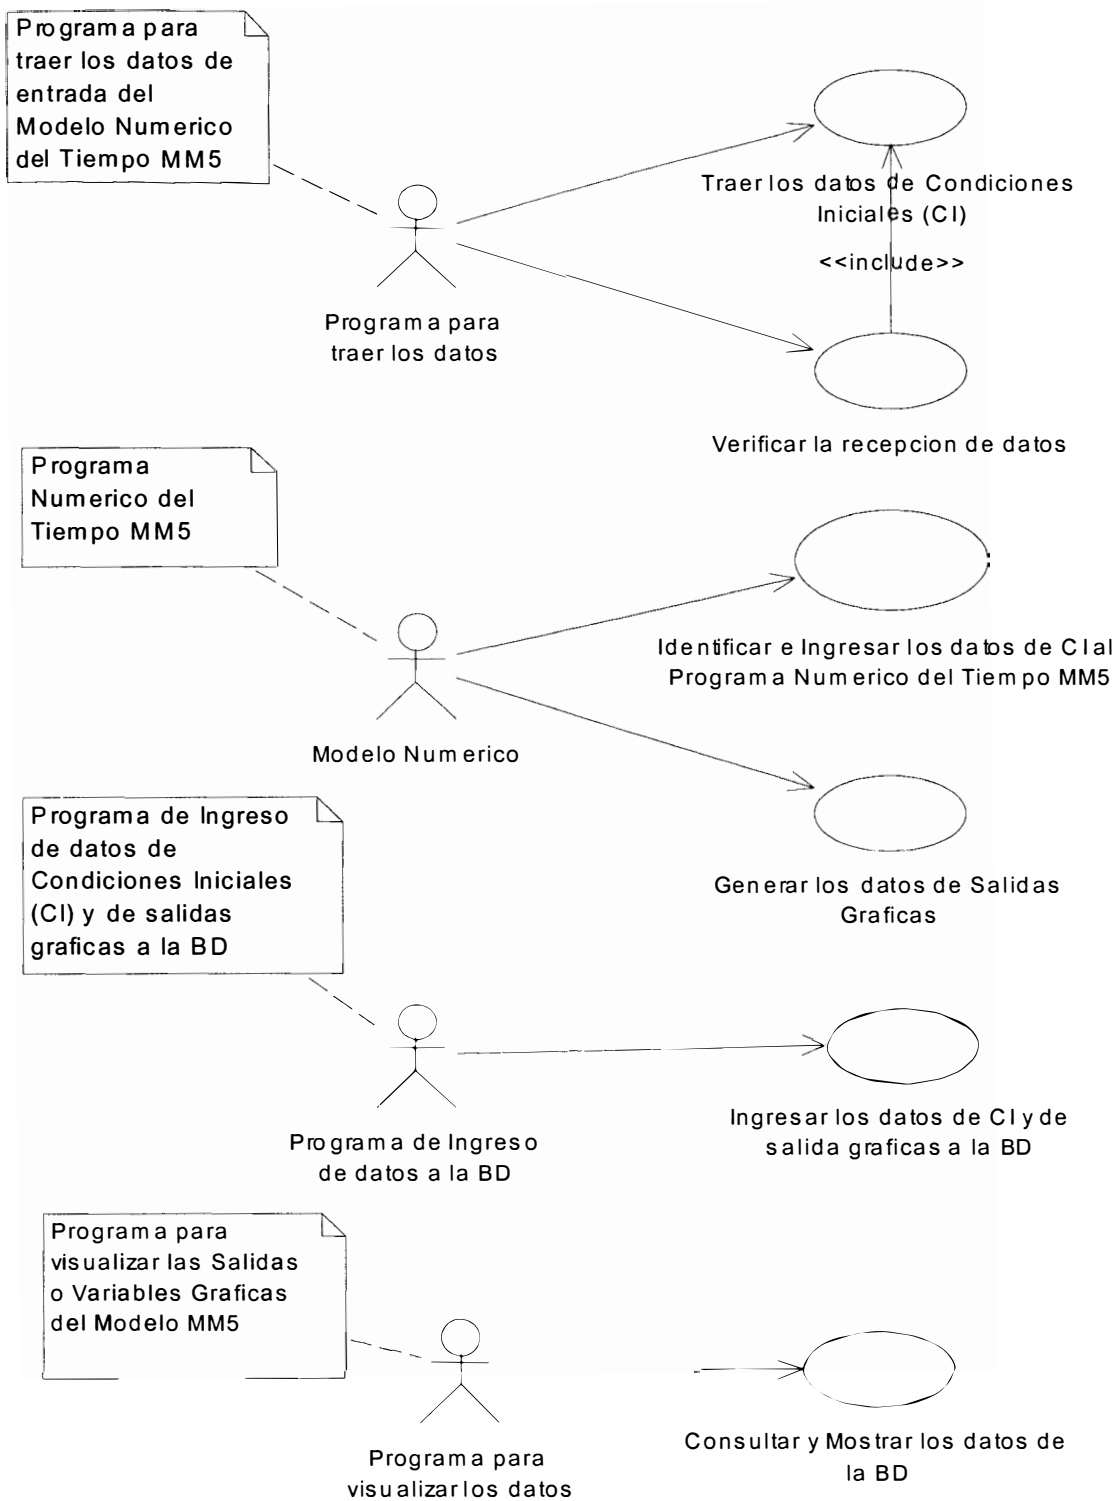 Programa para
traer los datos de
entrada del
Modelo Numerico
del Tiempo MM5
Traer los datos de Condiciones
Iniciales (CI)
<<include>>
Programa para
traer los datos
Verificar la recepcion de datos
Programa
Numerico del
Tiempo MM5
Identificar e Ingresar los datos de CI al
Programa Numerico del Tiempo MM5
Modelo Numerico
Programa de Ingreso
de datos de
Condiciones Iniciales
(CI) y de salidas
graficas a la BD
Generar los datos de Salidas
Graficas
Programa de Ingreso
de datos a la BD
Ingresar los datos de CI y de
salida graficas a la BD
Programa para
visualizar las Salidas
o Variables Graficas
del Modelo MM5
Programa para
visualizar los datos
Consultar y Mostrar los datos de
la BD